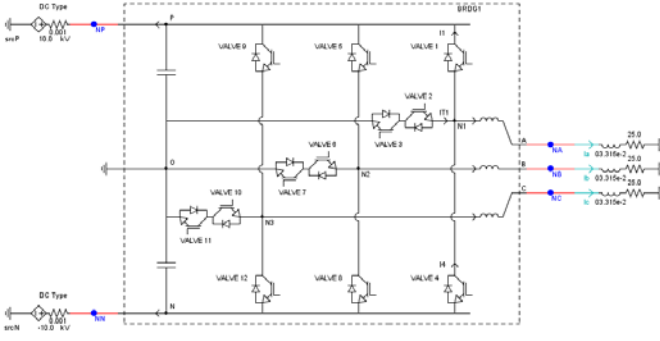 DC Type
P
BRDG1
NP
srcP
0.001
10.0 kV
I1
VALVE 9
VALVE 5
VALVE 1
VALVE 2
IT1
N1
VALVE 3
A
NA
Ia
25.0
03.315e-2
VALVE 6
O
N2
B
NB
Ib
25.0
03.315e-2
VALVE 7
VALVE 10
C
NC
Ic
25.0
03.315e-2
N3
VALVE 11
I4
VALVE 12
VALVE 8
VALVE 4
DC Type
N
NN
srcN
0.001
-10.0 kV